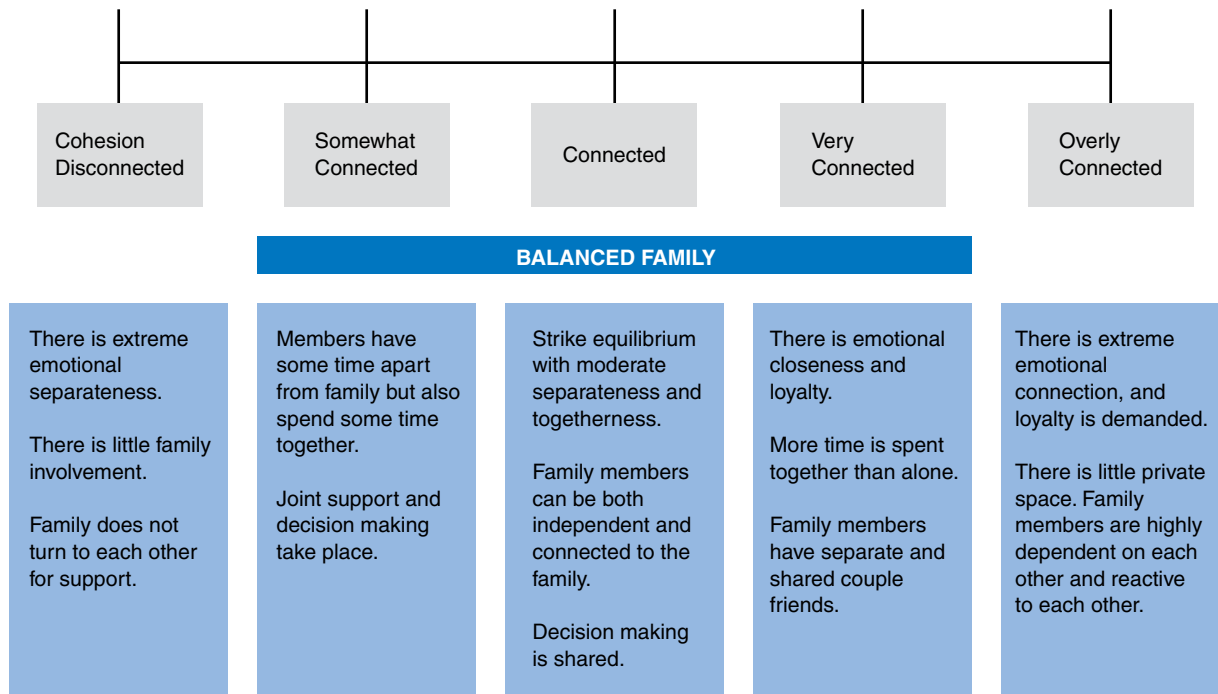 Cohesion
Disconnected
Somewhat
Connected
Connected
Very
Connected
Overly
Connected
BALANCED FAMILY
There is extreme
emotional
separateness.
There is little family
involvement.
Family does not
turn to each other
for support.
Members have
some time apart
from family but also
spend some time
together.
Joint support and
decision making
take place.
Strike equilibrium
with moderate
separateness and
togetherness.
Family members
can be both
independent and
connected to the
family.
Decision making
is shared.
There is emotional
closeness and
loyalty.
More time is spent
together than alone.
Family members
have separate and
shared couple
friends.
There is extreme
emotional
connection, and
loyalty is demanded.
There is little private
space. Family
members are highly
dependent on each
other and reactive
to each other.